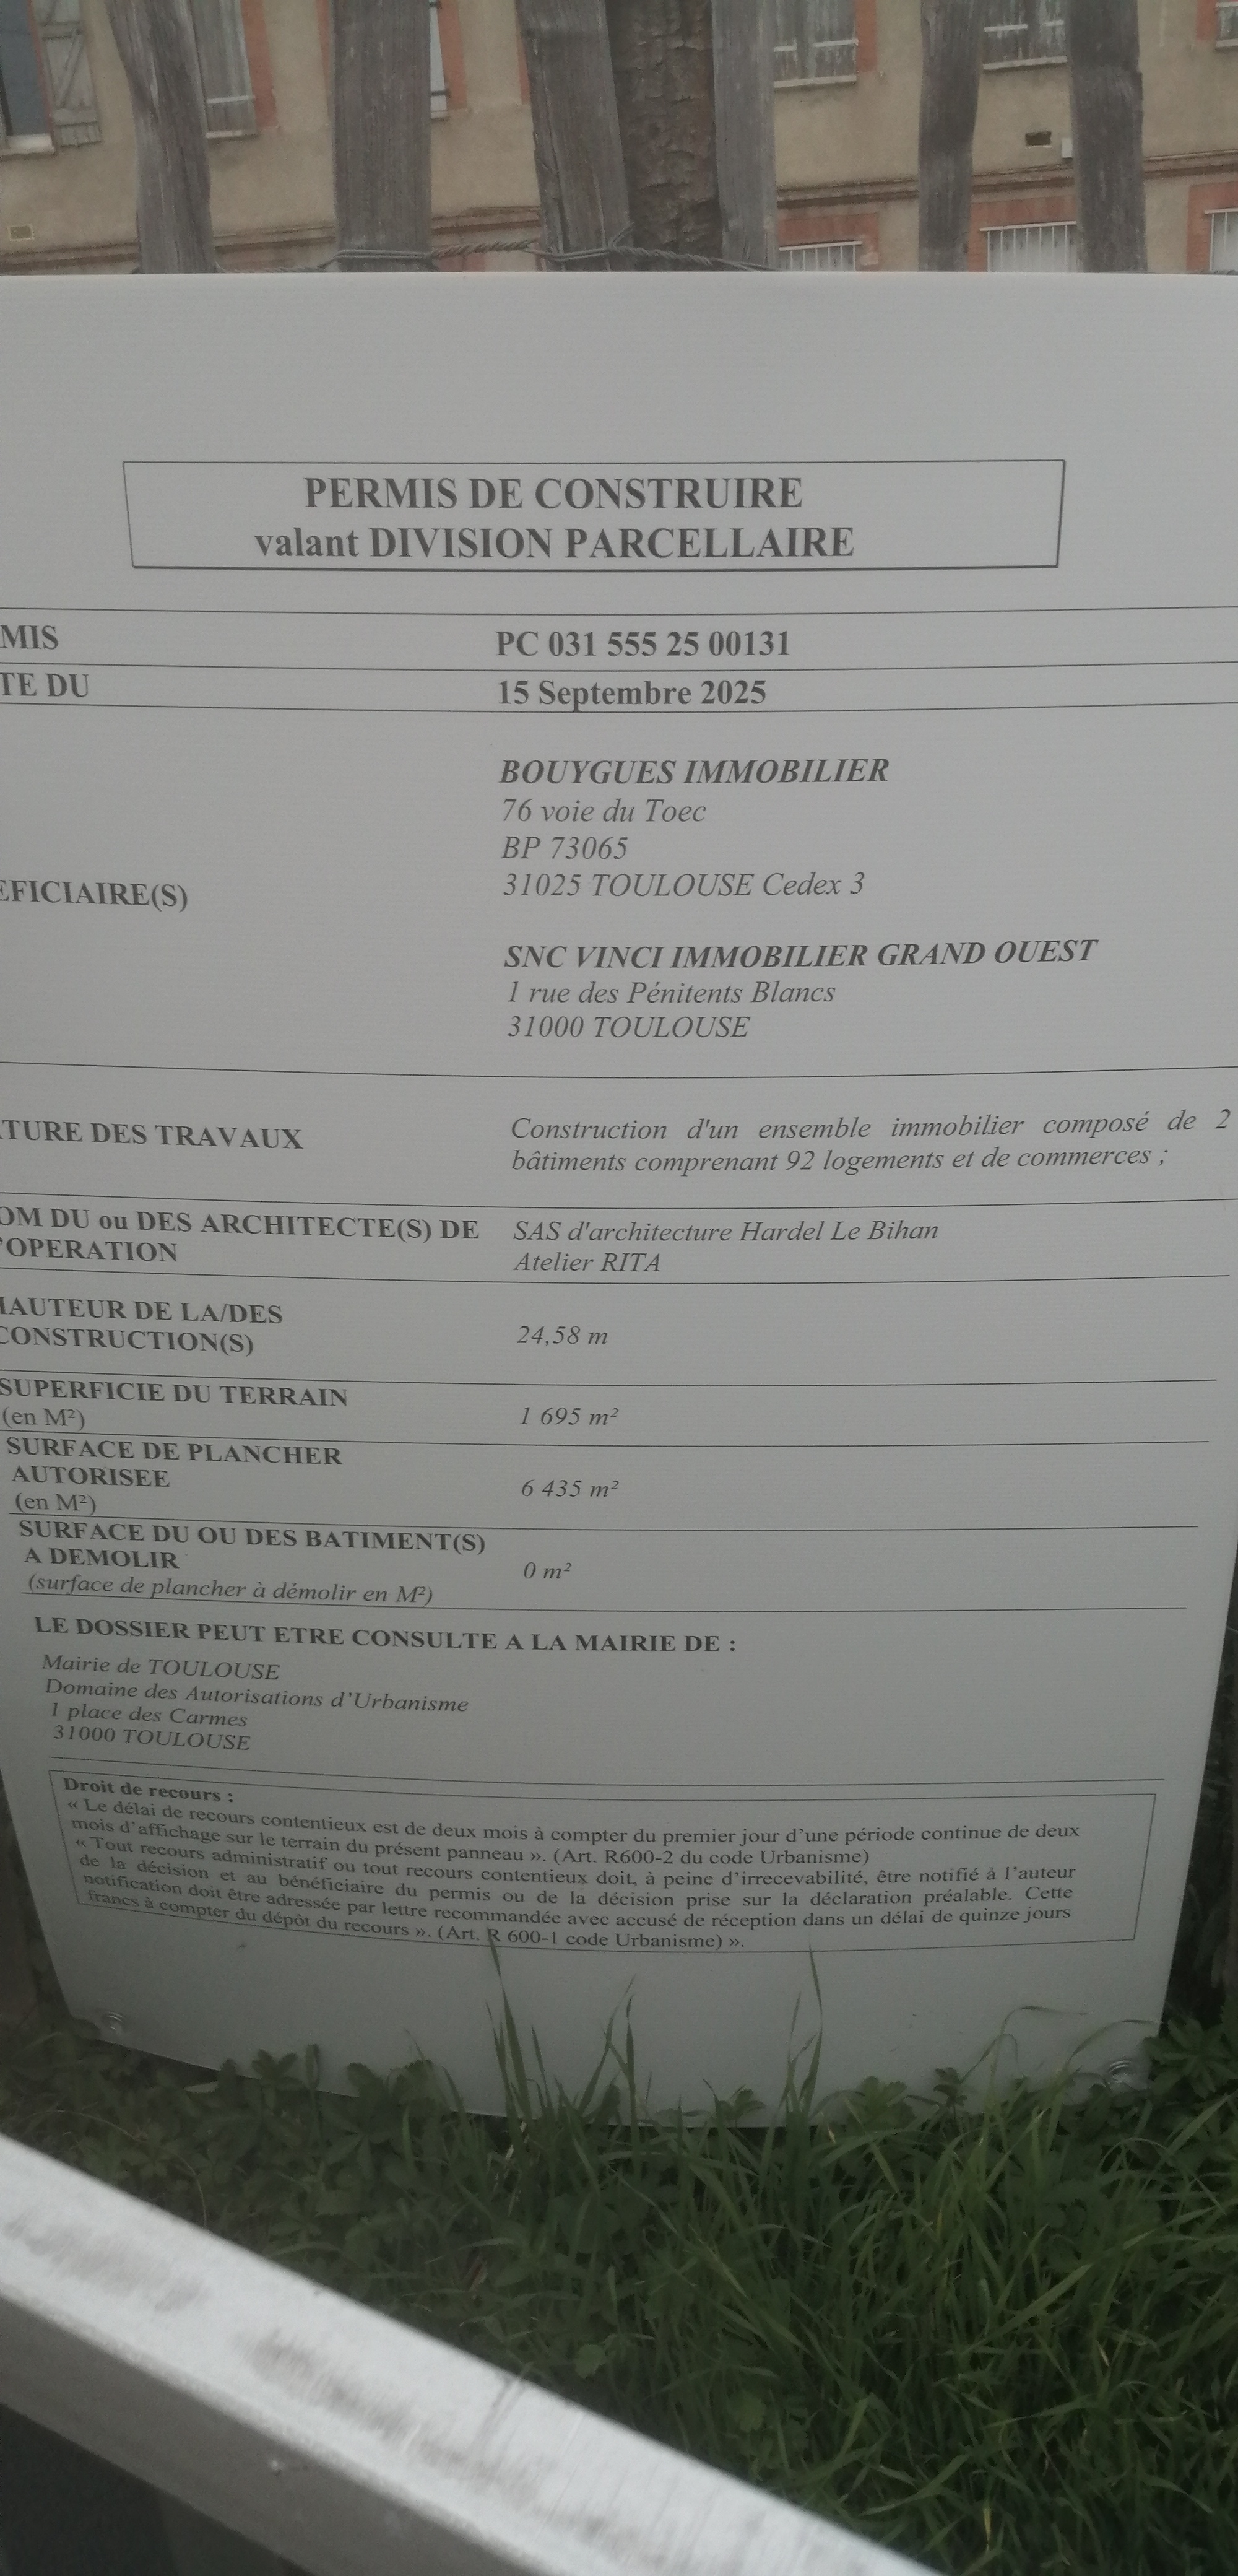 PERMIS DE CONSTRUIRE
valant DIVISION PARCELLAIRE
MIS PC 031 555 25 00131
TE DU 15 Septembre 2025
BOUYGUES IMMOBILIER
76 voie du Toec
BP 73065
31025 TOULOUSE Cedex 3
EFICIAIRE(S)
SNC VINCI IMMOBILIER GRAND OUEST
1 rue des Pénitents Blancs
31000 TOULOUSE
TURE DES TRAVAUX Construction d'un ensemble immobilier composé de 2
bâtiments comprenant 92 logements et de commerces ;
OM DU ou DES ARCHITECTE(S) DE SAS d'architecture Hardel Le Bihan
'OPERATION Atelier RITA
HAUTEUR DE LA/DES
CONSTRUCTION(S) 24,58 m
SUPERFICIE DU TERRAIN
(en M²) 1 695 m²
SURFACE DE PLANCHER
AUTORISEE 6 435 m²
(en M²)
SURFACE DU OU DES BATIMENT(S)
A DEMOLIR 0 m²
(surface de plancher à démolir en M²)
LE DOSSIER PEUT ETRE CONSULTE A LA MAIRIE DE :
Mairie de TOULOUSE
Domaine des Autorisations d'Urbanisme
1 place des Carmes
31000 TOULOUSE
Droit de recours :
« Le délai de recours contentieux est de deux mois à compter du premier jour d'une période continue de deux
mois d'affichage sur le terrain du présent panneau ». (Art. R600-2 du code Urbanisme)
« Tout recours administratif ou tout recours contentieux doit, à peine d'irrecevabilité, être notifié à l'auteur
de la décision et au bénéficiaire du permis ou de la décision prise sur la déclaration préalable. Cette
notification doit être adressée par lettre recommandée avec accusé de réception dans un délai de quinze jours
francs à compter du dépôt du recours ». (Art. R 600-1 code Urbanisme) ».